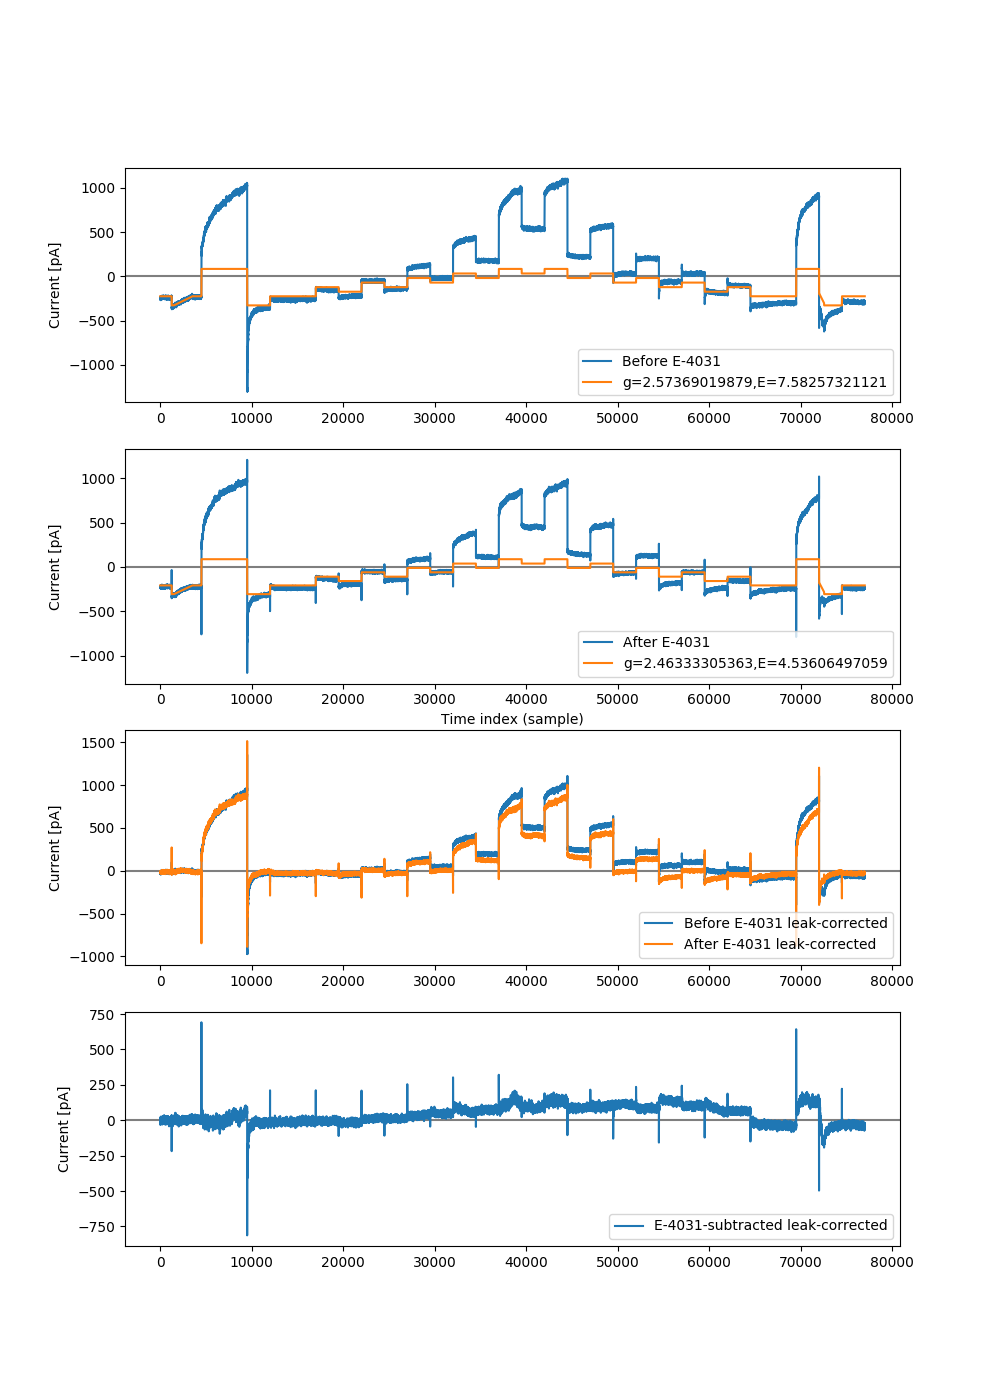 1000
500
0
−500
−1000
Current [pA]
Before E-4031
g=2.57369019879,E=7.58257321121
0 10000 20000 30000 40000 50000 60000 70000 80000
1000
500
0
−500
−1000
Current [pA]
After E-4031
g=2.46333305363,E=4.53606497059
0 10000 20000 30000 40000 50000 60000 70000 80000
Time index (sample)
1500
1000
500
0
−500
−1000
Current [pA]
Before E-4031 leak-corrected
After E-4031 leak-corrected
0 10000 20000 30000 40000 50000 60000 70000 80000
750
500
250
0
−250
−500
−750
Current [pA]
E-4031-subtracted leak-corrected
0 10000 20000 30000 40000 50000 60000 70000 80000